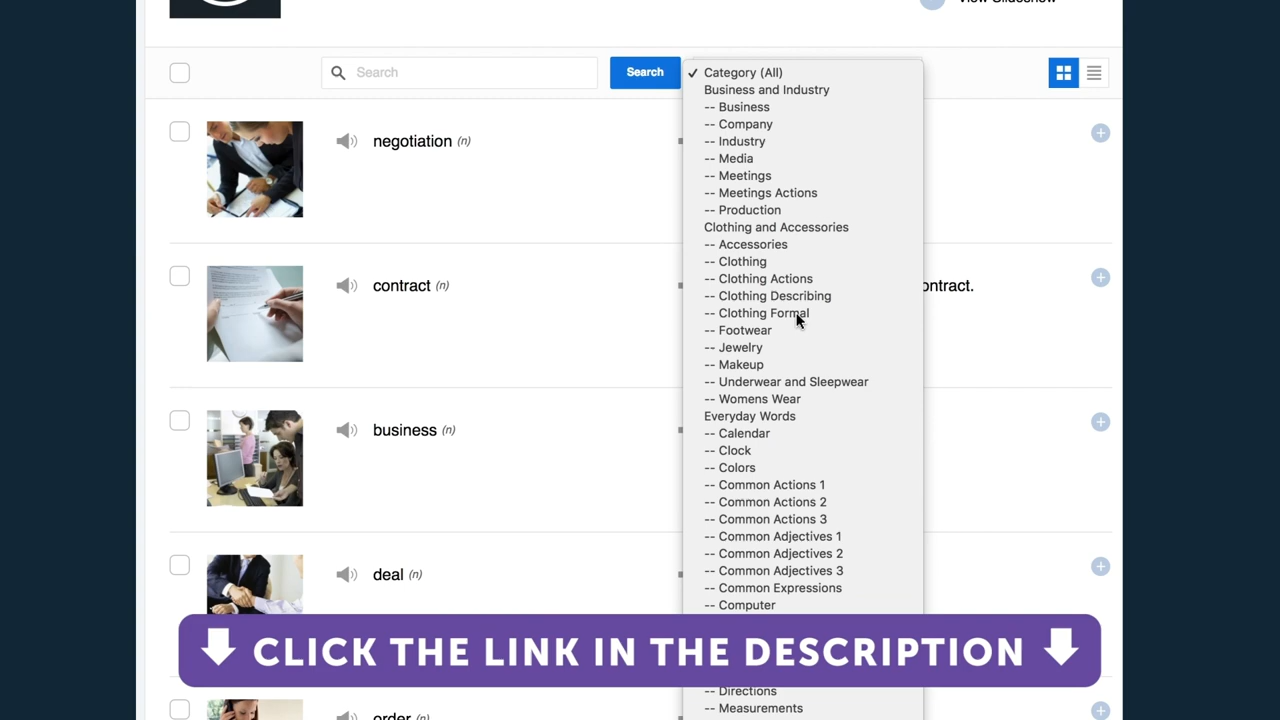 View Slideshow
Search
Search
✓ Category (All)
Business and Industry
-- Business
-- Company
-- Industry
-- Media
-- Meetings
-- Meetings Actions
-- Production
Clothing and Accessories
-- Accessories
-- Clothing
-- Clothing Actions
-- Clothing Describing
-- Clothing Formal
-- Footwear
-- Jewelry
-- Makeup
-- Underwear and Sleepwear
-- Womens Wear
Everyday Words
-- Calendar
-- Clock
-- Colors
-- Common Actions 1
-- Common Actions 2
-- Common Actions 3
-- Common Adjectives 1
-- Common Adjectives 2
-- Common Adjectives 3
-- Common Expressions
-- Computer
-- Directions
-- Measurements
negotiation (n)
contract (n)
ontract.
business (n)
deal (n)
order (n)
CLICK THE LINK IN THE DESCRIPTION